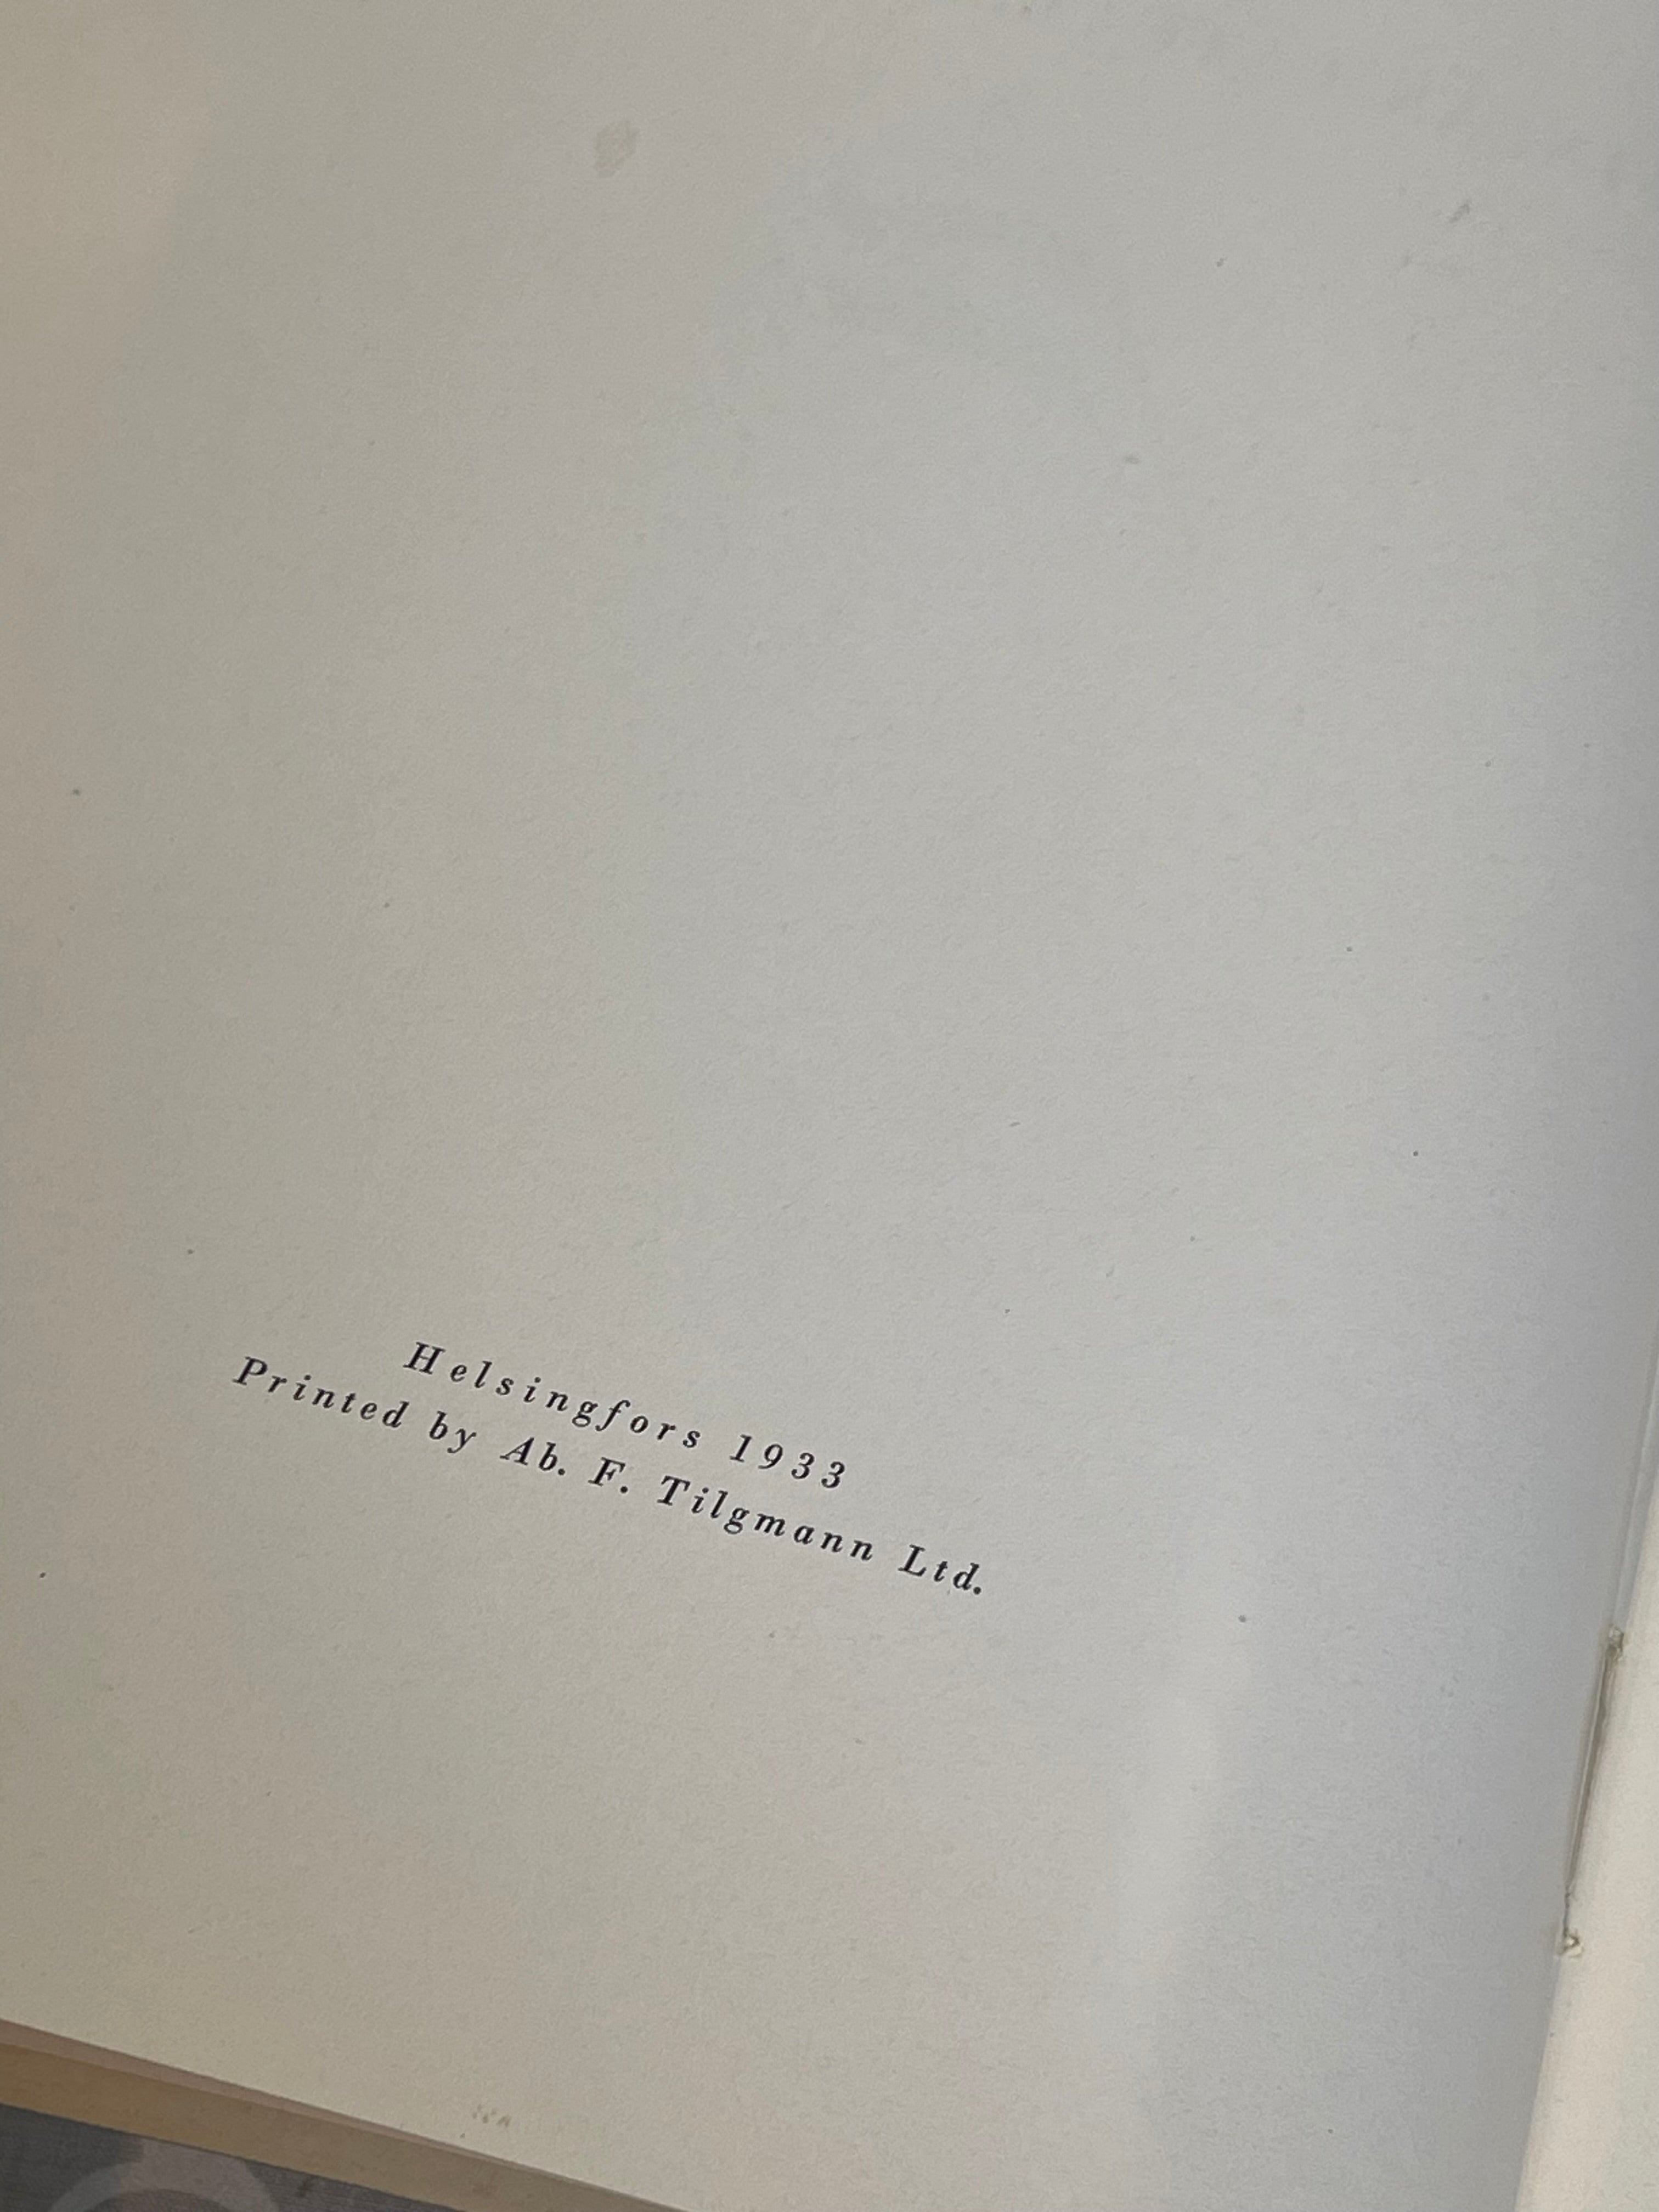 Helsingfors 1933
Printed by Ab. F. Tilgmann Ltd.